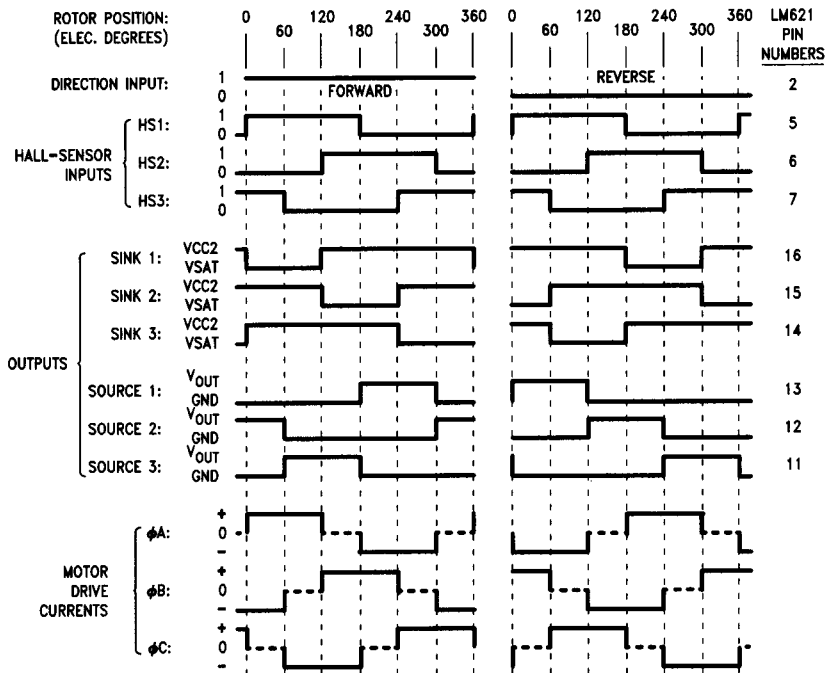 ROTOR POSITION: 0 120 240 360 0 120 240 360 LM621
(ELEC. DEGREES) 60 180 300 60 180 300 PIN
NUMBERS
DIRECTION INPUT: 1 0 FORWARD REVERSE 2
HALL-SENSOR
INPUTS
HS1: 1 0 5
HS2: 1 0 6
HS3: 1 0 7
OUTPUTS
SINK 1: VCC2 VSAT 16
SINK 2: VCC2 VSAT 15
SINK 3: VCC2 VSAT 14
SOURCE 1: VOUT GND 13
SOURCE 2: VOUT GND 12
SOURCE 3: VOUT GND 11
MOTOR
DRIVE
CURRENTS
ϕA: + 0 −
ϕB: + 0 −
ϕC: + 0 −